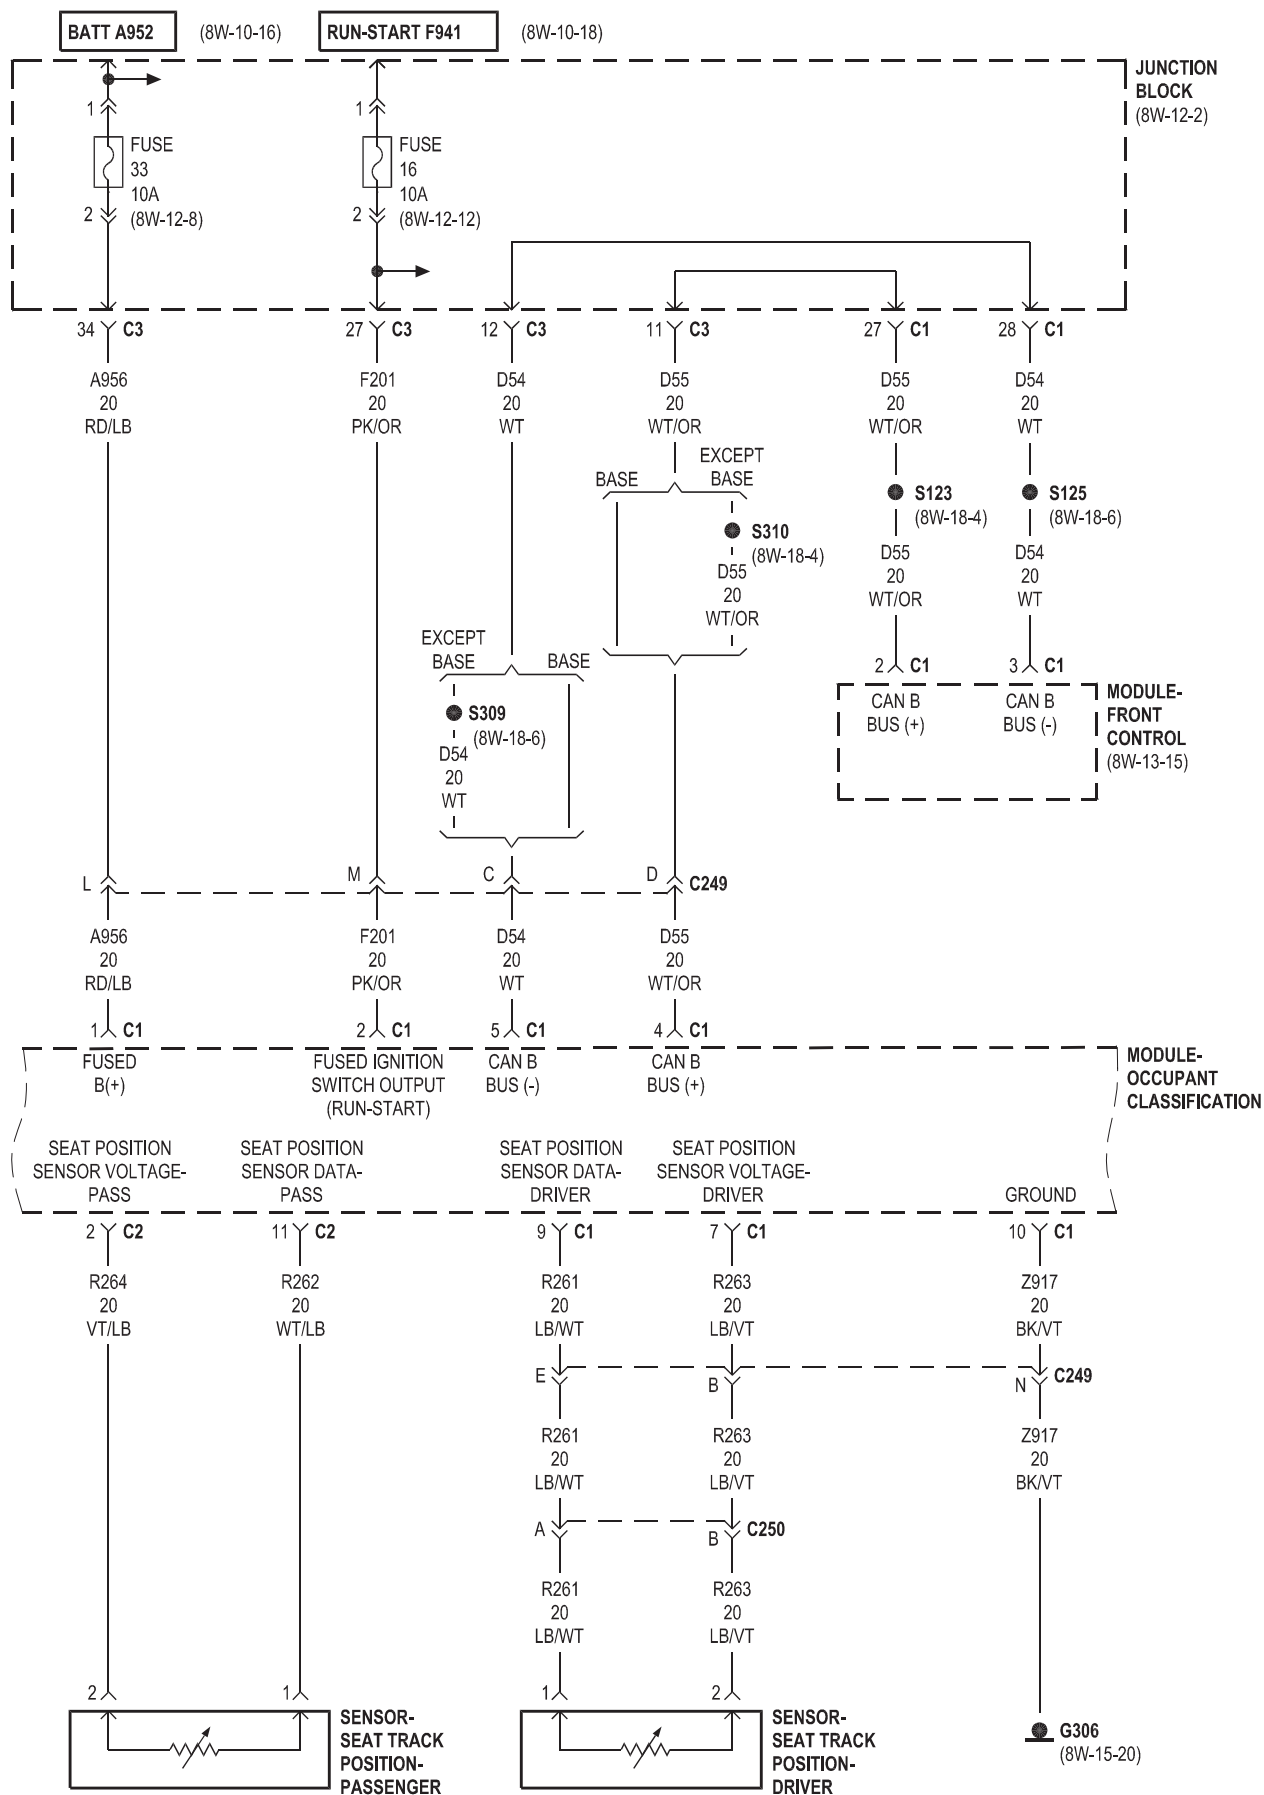 BATT A952 (8W-10-16) RUN-START F941 (8W-10-18)
JUNCTION
BLOCK
(8W-12-2)
1 1
FUSE
33
10A
(8W-12-8)
2
FUSE
16
10A
(8W-12-12)
2
34 C3 27 C3 12 C3 11 C3 27 C1 28 C1
A956 F201 D54 D55 D55 D54
20 20 20 20 20 20
RD/LB PK/OR WT WT/OR WT/OR WT
BASE
EXCEPT
BASE
S310
(8W-18-4)
D55
20
WT/OR
S123
(8W-18-4)
S125
(8W-18-6)
D55 D54
20 20
WT/OR WT
2 C1 3 C1
CAN B
BUS (+)
CAN B
BUS (-)
MODULE-
FRONT
CONTROL
(8W-13-15)
EXCEPT
BASE
BASE
S309
(8W-18-6)
D54
20
WT
L M C D C249
A956 F201 D54 D55
20 20 20 20
RD/LB PK/OR WT WT/OR
1 C1 2 C1 5 C1 4 C1
FUSED
B(+)
FUSED IGNITION
SWITCH OUTPUT
(RUN-START)
CAN B
BUS (-)
CAN B
BUS (+)
MODULE-
OCCUPANT
CLASSIFICATION
SEAT POSITION
SENSOR VOLTAGE-
PASS
SEAT POSITION
SENSOR DATA-
PASS
SEAT POSITION
SENSOR DATA-
DRIVER
SEAT POSITION
SENSOR VOLTAGE-
DRIVER
GROUND
2 C2 11 C2 9 C1 7 C1 10 C1
R264 R262 R261 R263 Z917
20 20 20 20 20
VT/LB WT/LB LB/WT LB/VT BK/VT
E B N C249
R261 R263 Z917
20 20 20
LB/WT LB/VT BK/VT
A B C250
R261 R263
20 20
LB/WT LB/VT
2 1 1 2
SENSOR-
SEAT TRACK
POSITION-
PASSENGER
SENSOR-
SEAT TRACK
POSITION-
DRIVER
G306
(8W-15-20)